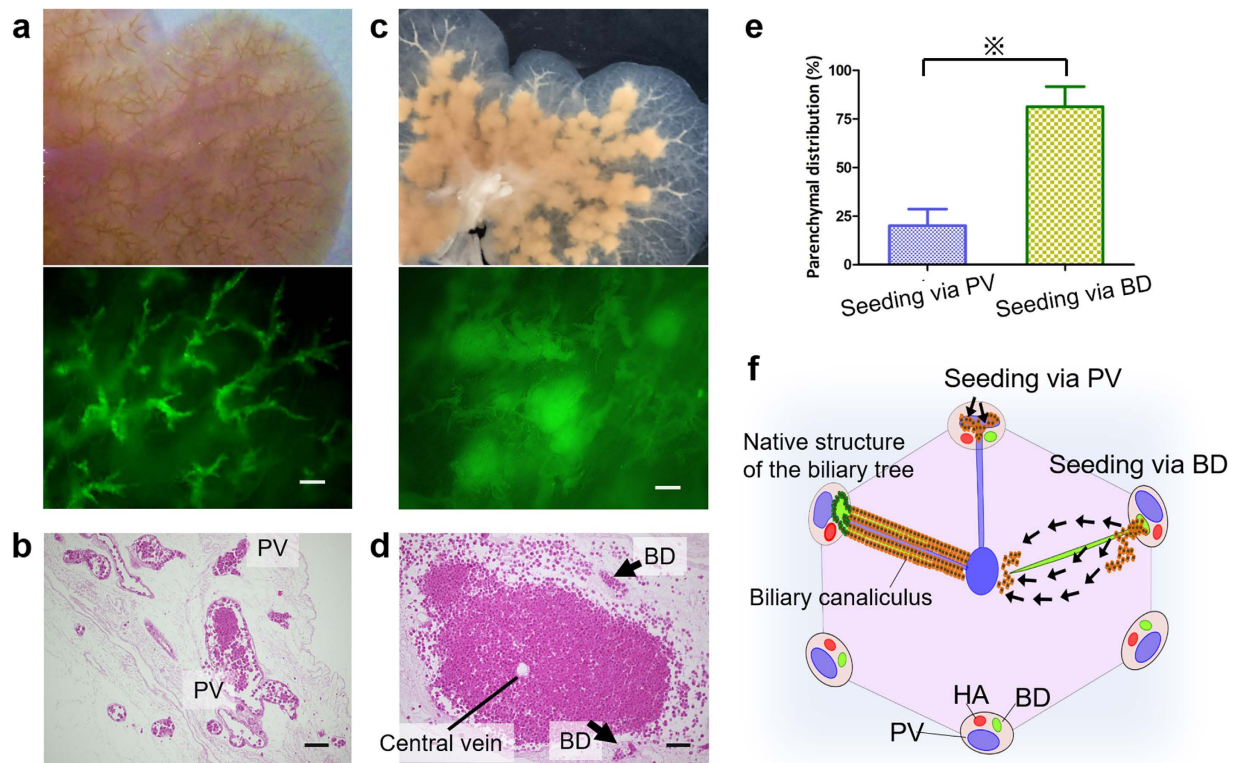 a
b
PV
PV
c
d
BD
Central vein
BD
e
※
Parenchymal distribution (%)
100
75
50
25
0
Seeding via PV
Seeding via BD
f
Seeding via PV
Native structure
of the biliary tree
Seeding via BD
Biliary canaliculus
HA
BD
PV